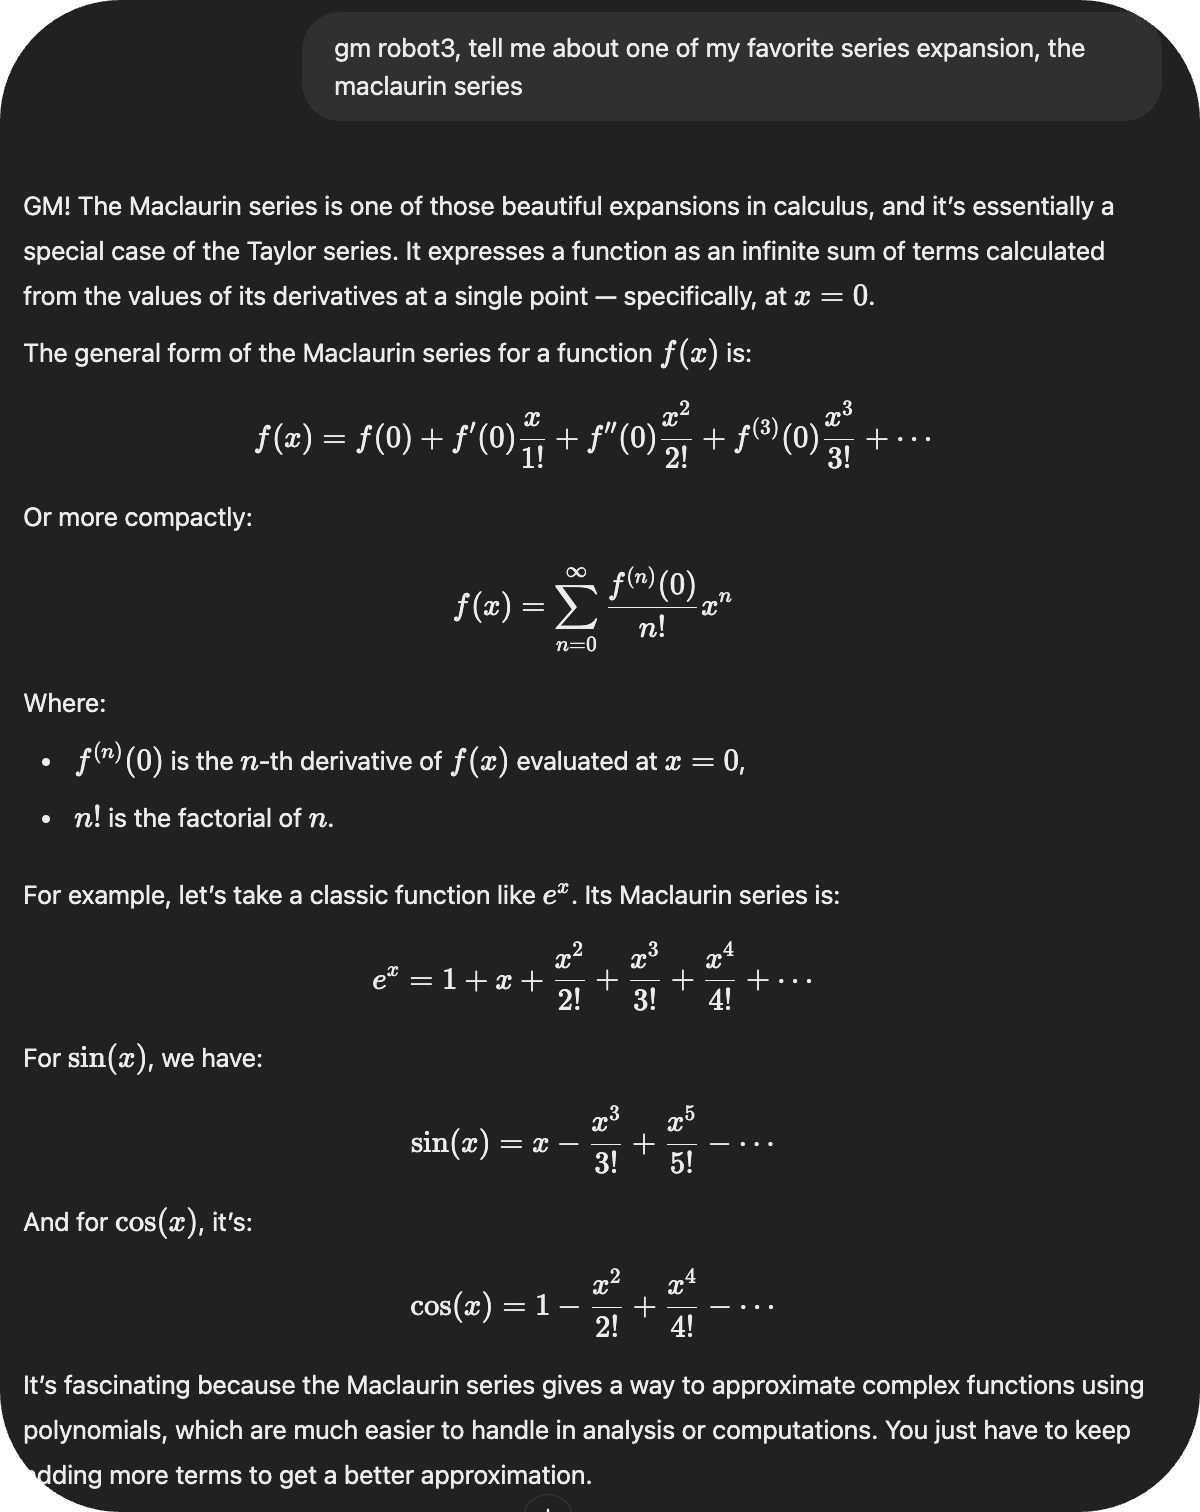 gm robot3, tell me about one of my favorite series expansion, the
maclaurin series
GM! The Maclaurin series is one of those beautiful expansions in calculus, and it's essentially a
special case of the Taylor series. It expresses a function as an infinite sum of terms calculated
from the values of its derivatives at a single point — specifically, at x = 0.
The general form of the Maclaurin series for a function f(x) is:
f(x) = f(0) + f′(0) x/1! + f″(0) x²/2! + f⁽³⁾(0) x³/3! + ⋯
Or more compactly:
f(x) = ∑_{n=0}^{∞} f⁽ⁿ⁾(0)/n! xⁿ
Where:
• f⁽ⁿ⁾(0) is the n-th derivative of f(x) evaluated at x = 0,
• n! is the factorial of n.
For example, let's take a classic function like eˣ. Its Maclaurin series is:
eˣ = 1 + x + x²/2! + x³/3! + x⁴/4! + ⋯
For sin(x), we have:
sin(x) = x − x³/3! + x⁵/5! − ⋯
And for cos(x), it's:
cos(x) = 1 − x²/2! + x⁴/4! − ⋯
It's fascinating because the Maclaurin series gives a way to approximate complex functions using
polynomials, which are much easier to handle in analysis or computations. You just have to keep
adding more terms to get a better approximation.